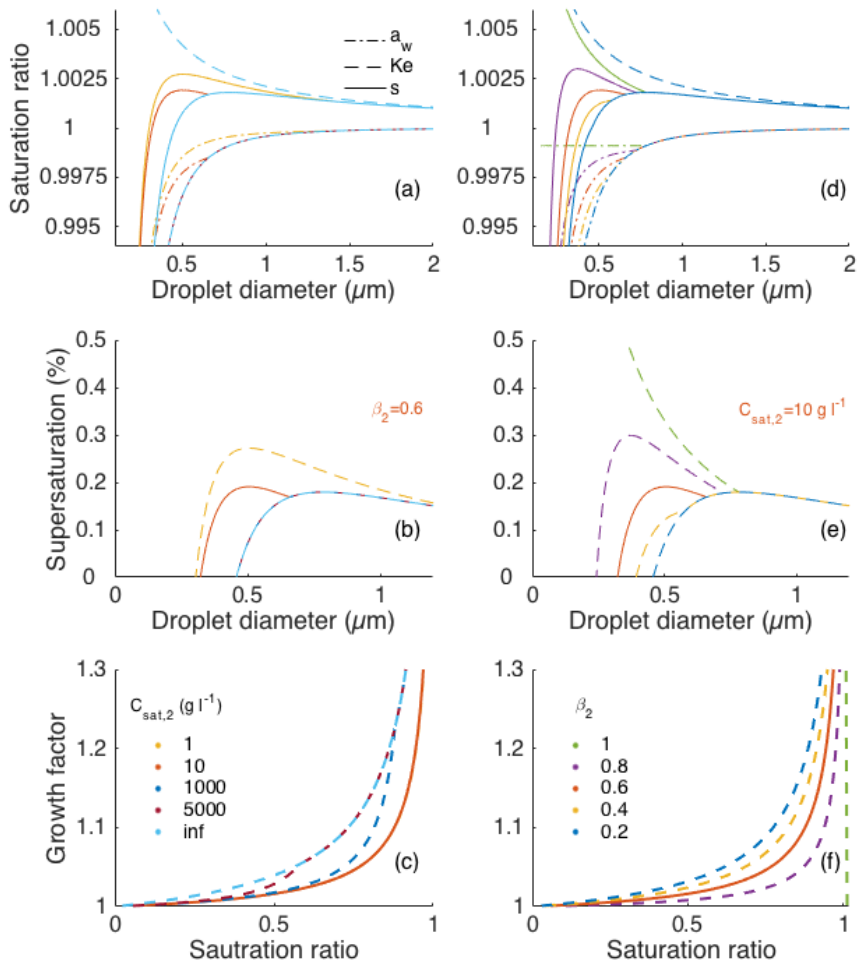 1.005
1.0025
1
0.9975
0.995
Saturation ratio
a_w
Ke
s
(a)
0.5
1
1.5
2
Droplet diameter (µm)
1.005
1.0025
1
0.9975
0.995
(d)
0.5
1
1.5
2
Droplet diameter (µm)
0.5
0.4
0.3
0.2
0.1
0
Supersaturation (%)
β₂=0.6
(b)
0
0.5
1
Droplet diameter (µm)
0.5
0.4
0.3
0.2
0.1
0
C_sat,2=10 g l⁻¹
(e)
0
0.5
1
Droplet diameter (µm)
1.3
1.2
1.1
1
Growth factor
C_sat,2 (g l⁻¹)
1
10
1000
5000
inf
(c)
0
0.5
1
Sautration ratio
1.3
1.2
1.1
1
β₂
1
0.8
0.6
0.4
0.2
(f)
0
0.5
1
Saturation ratio